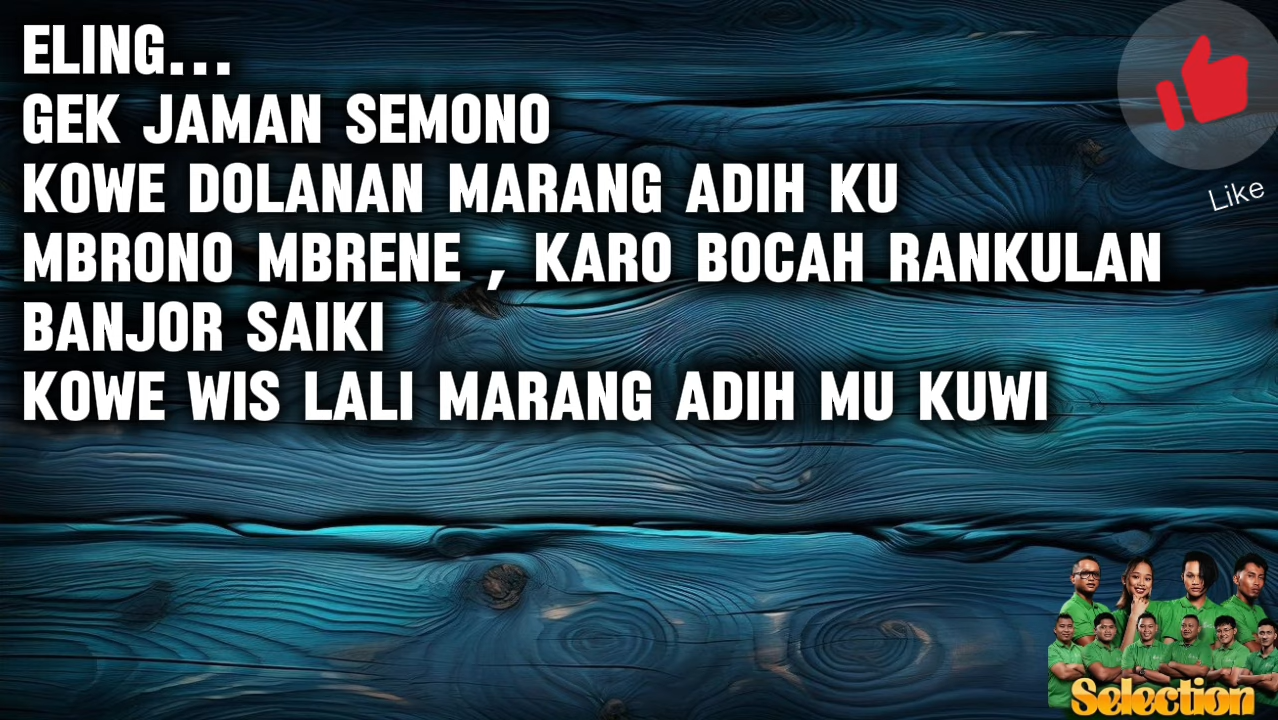 ELING...
GEK JAMAN SEMONO
KOWE DOLANAN MARANG ADIH KU
MBRONO MBRENE , KARO BOCAH RANKULAN
BANJOR SAIKI
KOWE WIS LALI MARANG ADIH MU KUWI
Like
Selection